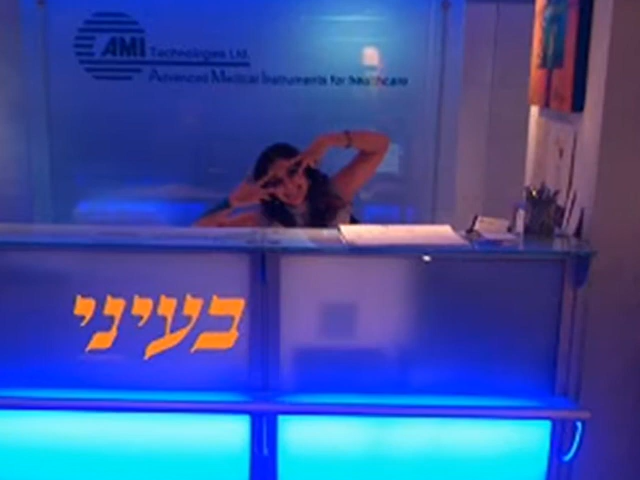 AMI Technologies Ltd.
Advanced Medical Instruments for healthcare
בעיני